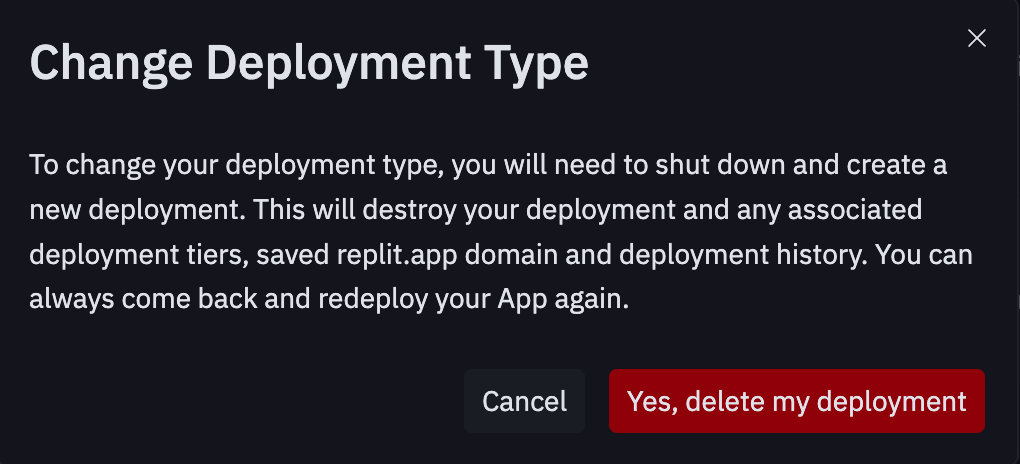 Change Deployment Type
To change your deployment type, you will need to shut down and create a
new deployment. This will destroy your deployment and any associated
deployment tiers, saved replit.app domain and deployment history. You can
always come back and redeploy your App again.
Cancel
Yes, delete my deployment